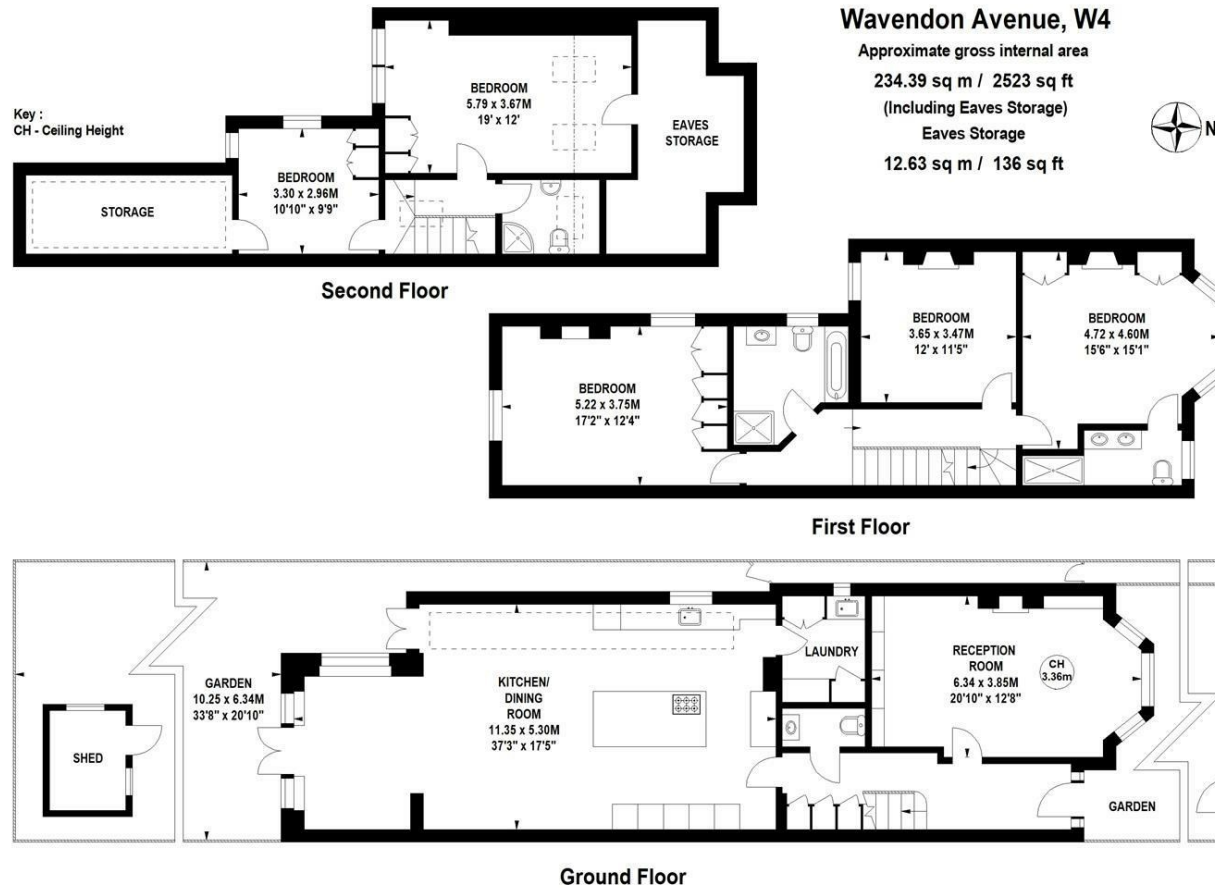 Wavendon Avenue, W4
Approximate gross internal area
234.39 sq m / 2523 sq ft
(Including Eaves Storage)
Eaves Storage
12.63 sq m / 136 sq ft
N
Key :
CH - Ceiling Height
BEDROOM
5.79 x 3.67M
19' x 12'
EAVES
STORAGE
BEDROOM
3.30 x 2.96M
10'10" x 9'9"
STORAGE
Second Floor
BEDROOM
3.65 x 3.47M
12' x 11'5"
BEDROOM
4.72 x 4.60M
15'6" x 15'1"
BEDROOM
5.22 x 3.75M
17'2" x 12'4"
First Floor
GARDEN
10.25 x 6.34M
33'8" x 20'10"
SHED
KITCHEN/
DINING
ROOM
11.35 x 5.30M
37'3" x 17'5"
LAUNDRY
RECEPTION
ROOM
6.34 x 3.85M
20'10" x 12'8"
CH
3.36m
GARDEN
Ground Floor